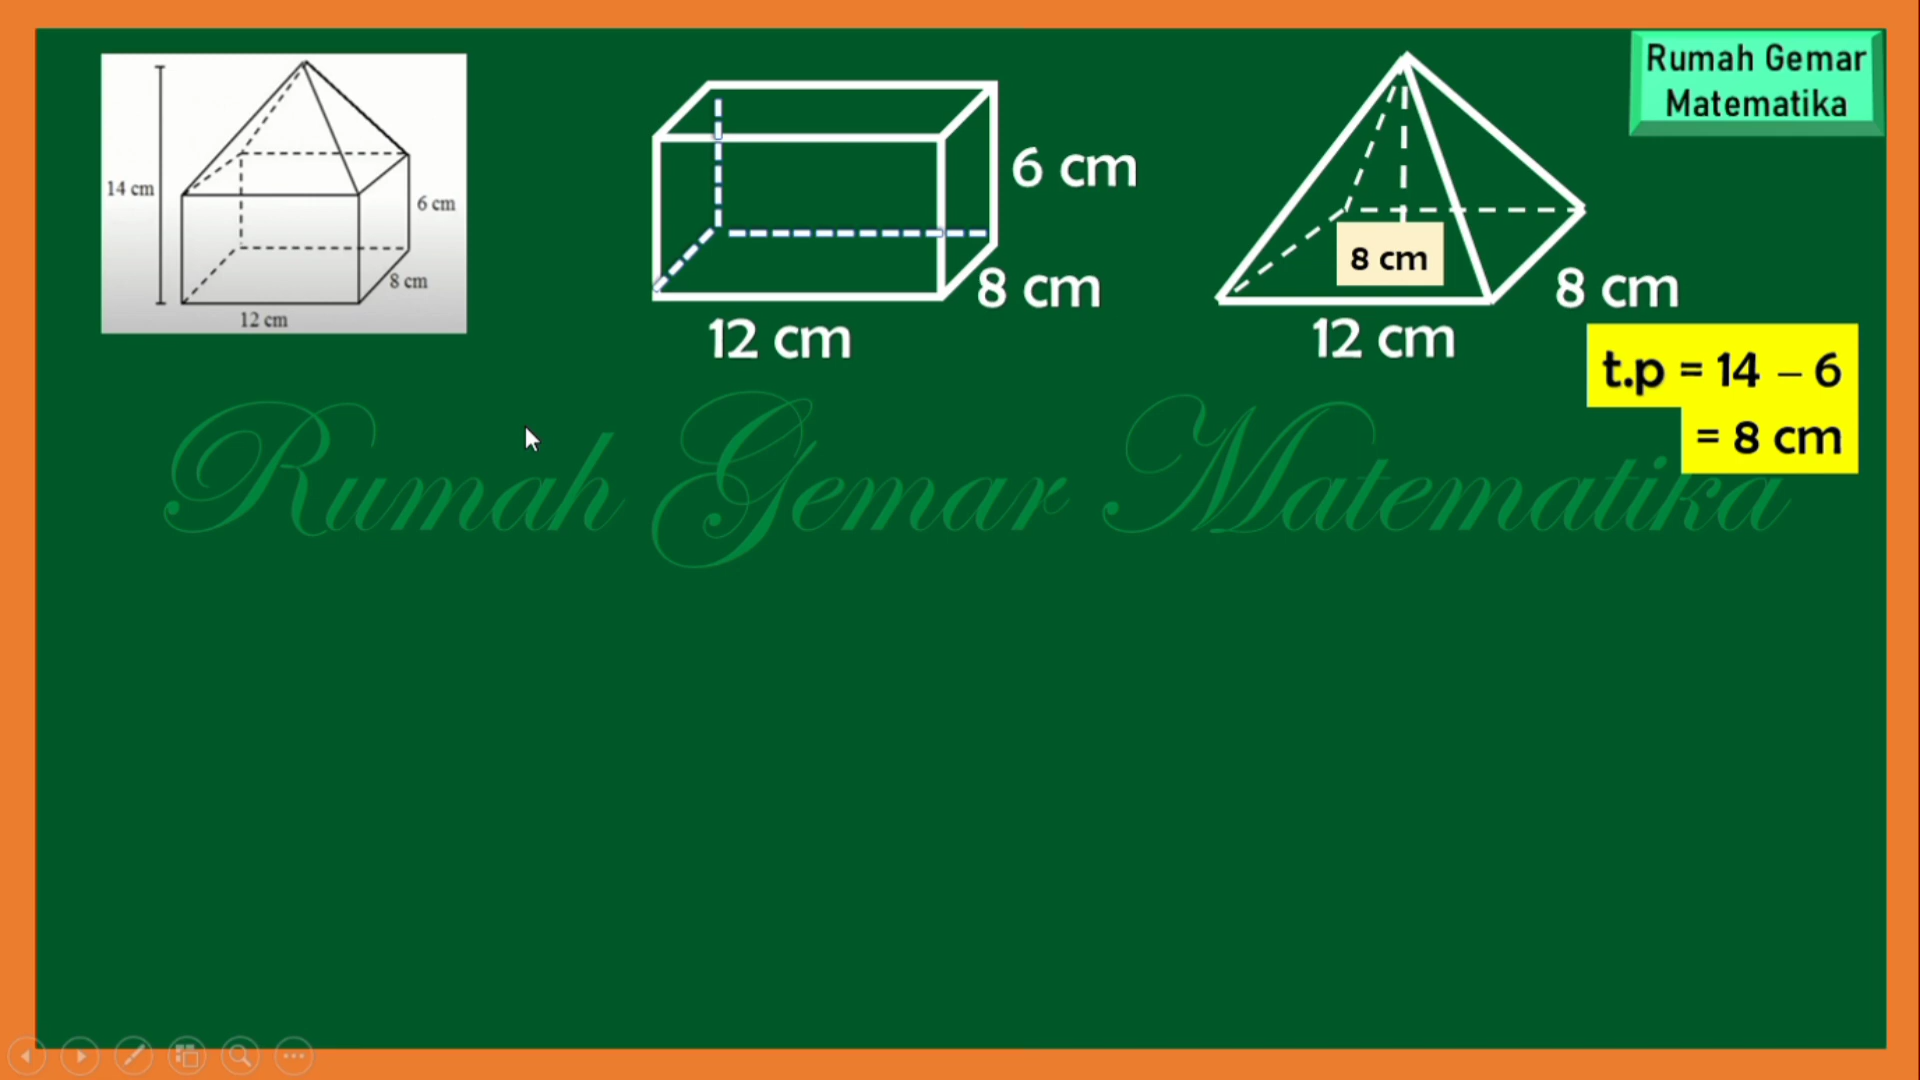 14 cm
6 cm
8 cm
12 cm
6 cm
8 cm
12 cm
8 cm
8 cm
12 cm
Rumah Gemar
Matematika
t.p = 14 – 6
= 8 cm
Rumah Gemar Matematika